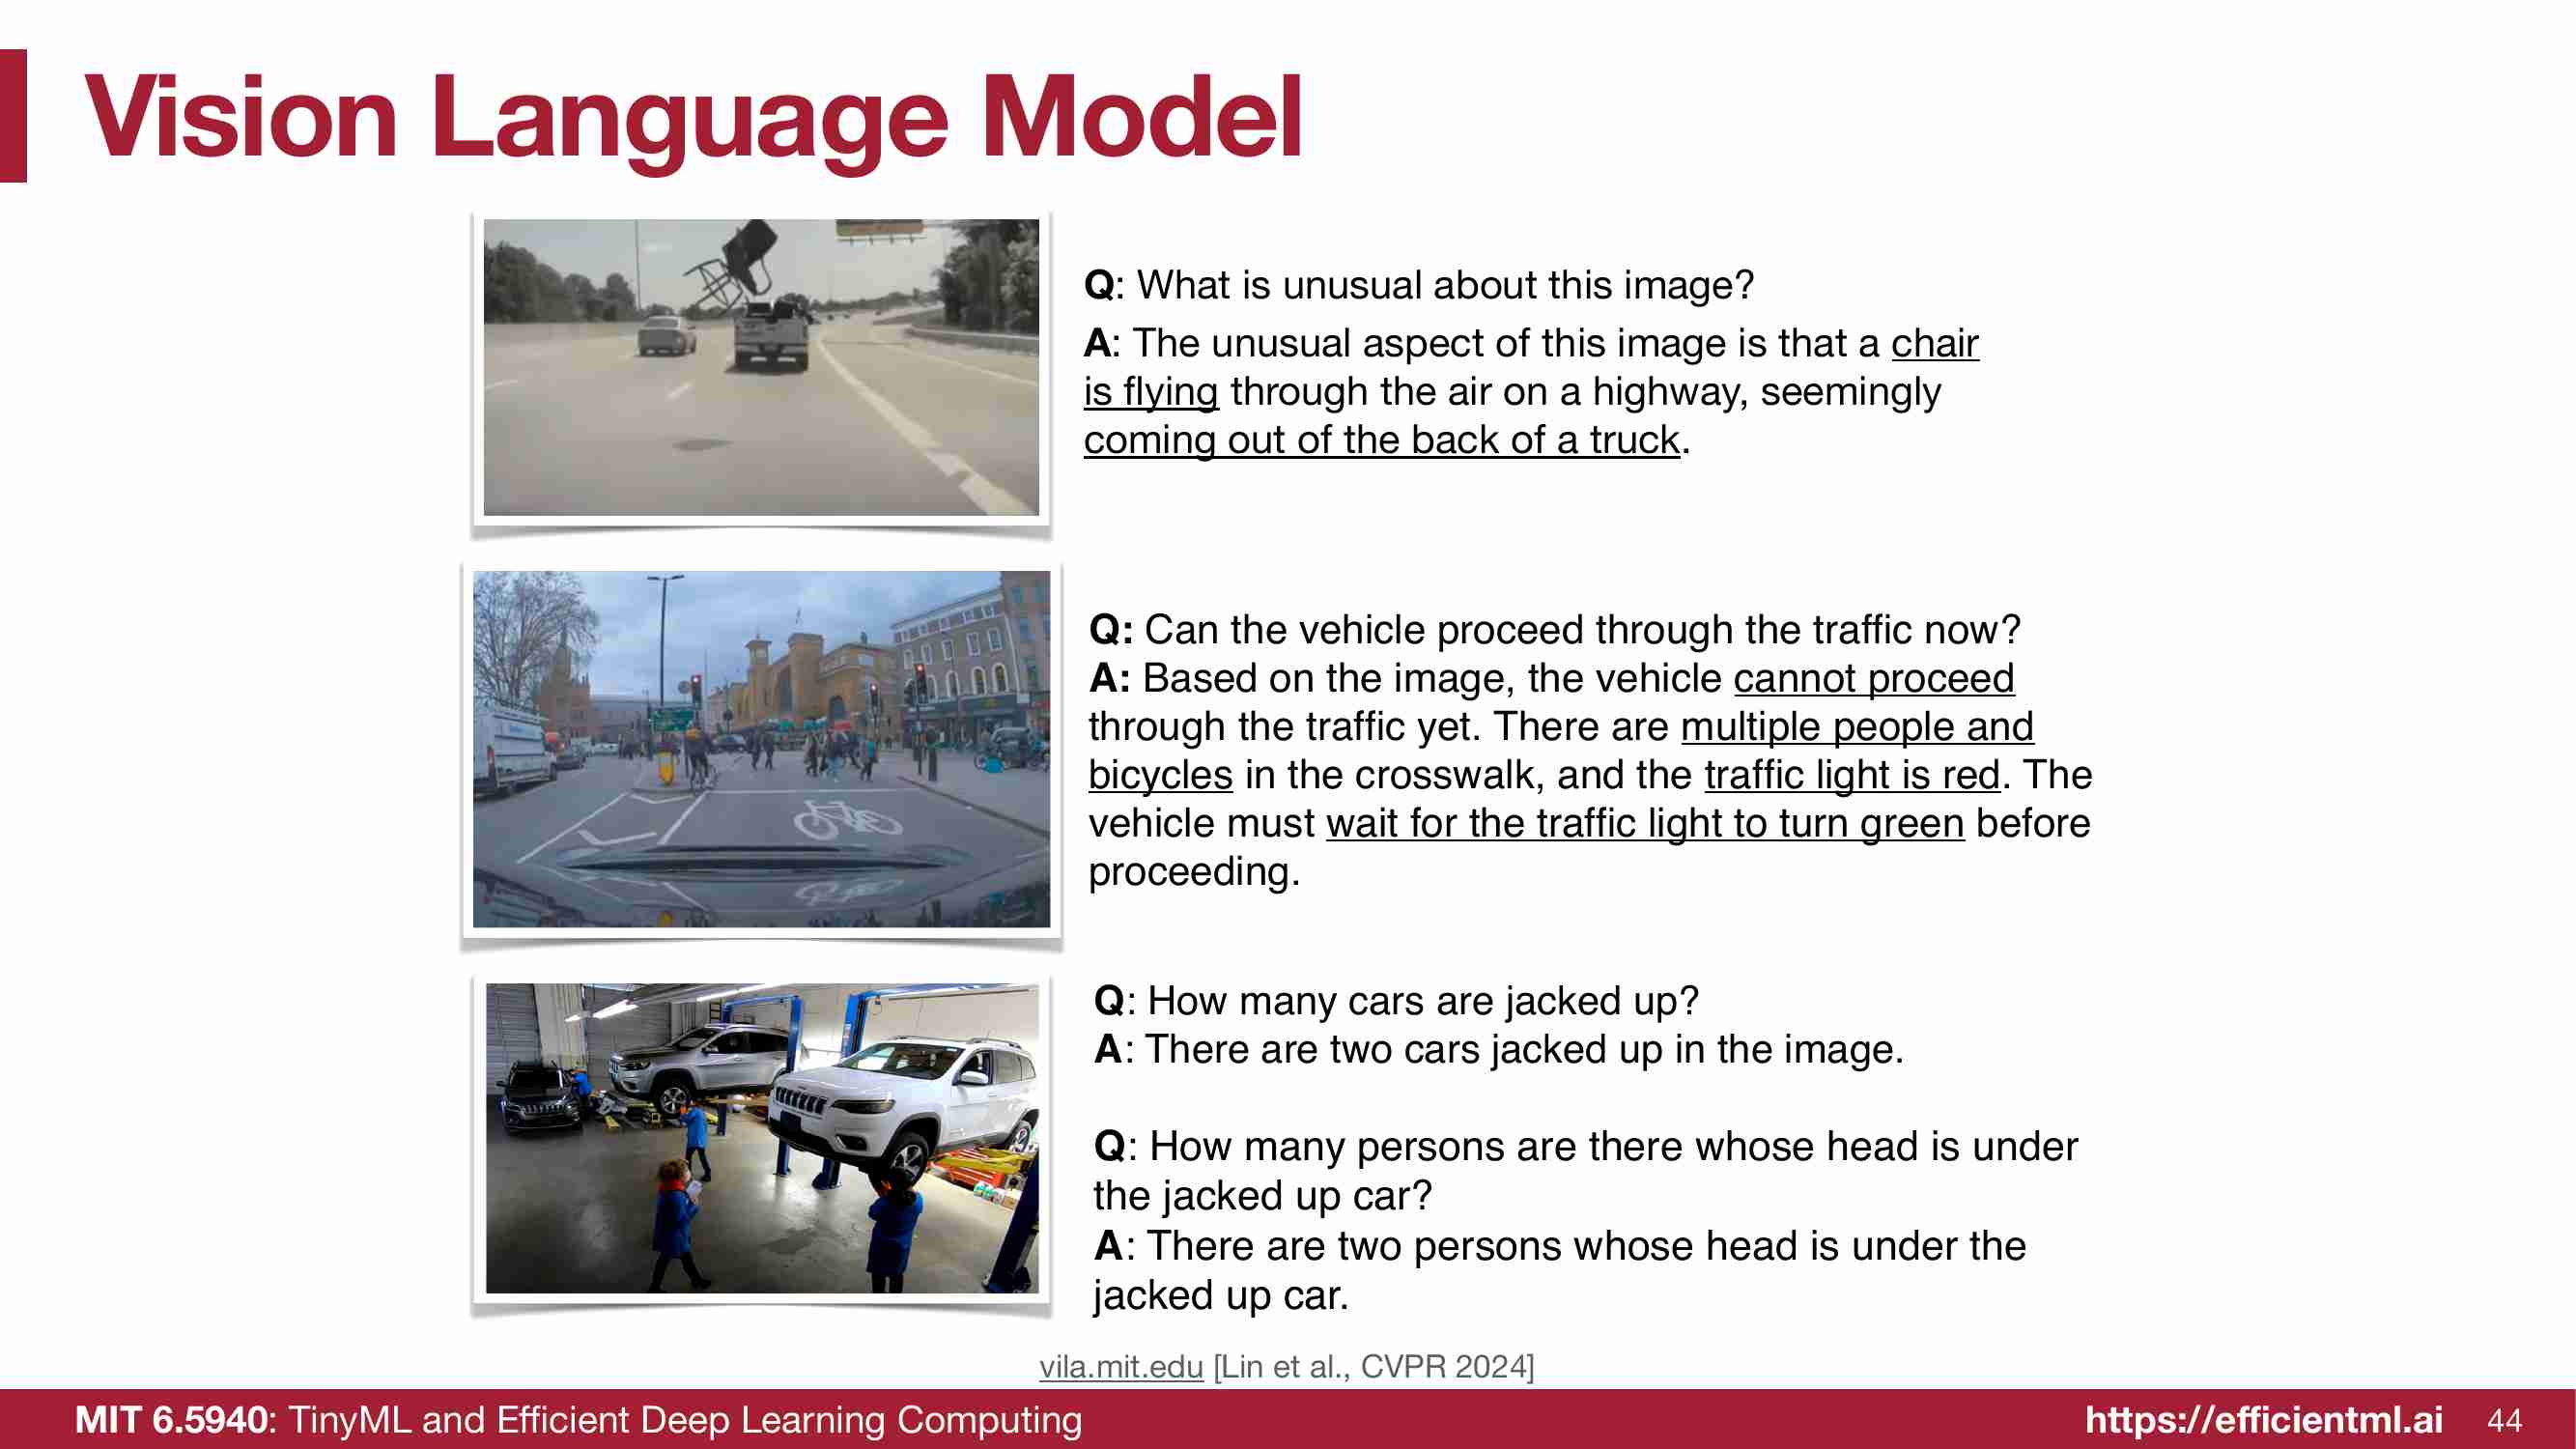 Vision Language Model
Q: What is unusual about this image?
A: The unusual aspect of this image is that a chair
is flying through the air on a highway, seemingly
coming out of the back of a truck.
Q: Can the vehicle proceed through the traffic now?
A: Based on the image, the vehicle cannot proceed
through the traffic yet. There are multiple people and
bicycles in the crosswalk, and the traffic light is red. The
vehicle must wait for the traffic light to turn green before
proceeding.
Q: How many cars are jacked up?
A: There are two cars jacked up in the image.
Q: How many persons are there whose head is under
the jacked up car?
A: There are two persons whose head is under the
jacked up car.
vila.mit.edu [Lin et al., CVPR 2024]
MIT 6.5940: TinyML and Efficient Deep Learning Computing
https://efficientml.ai
44